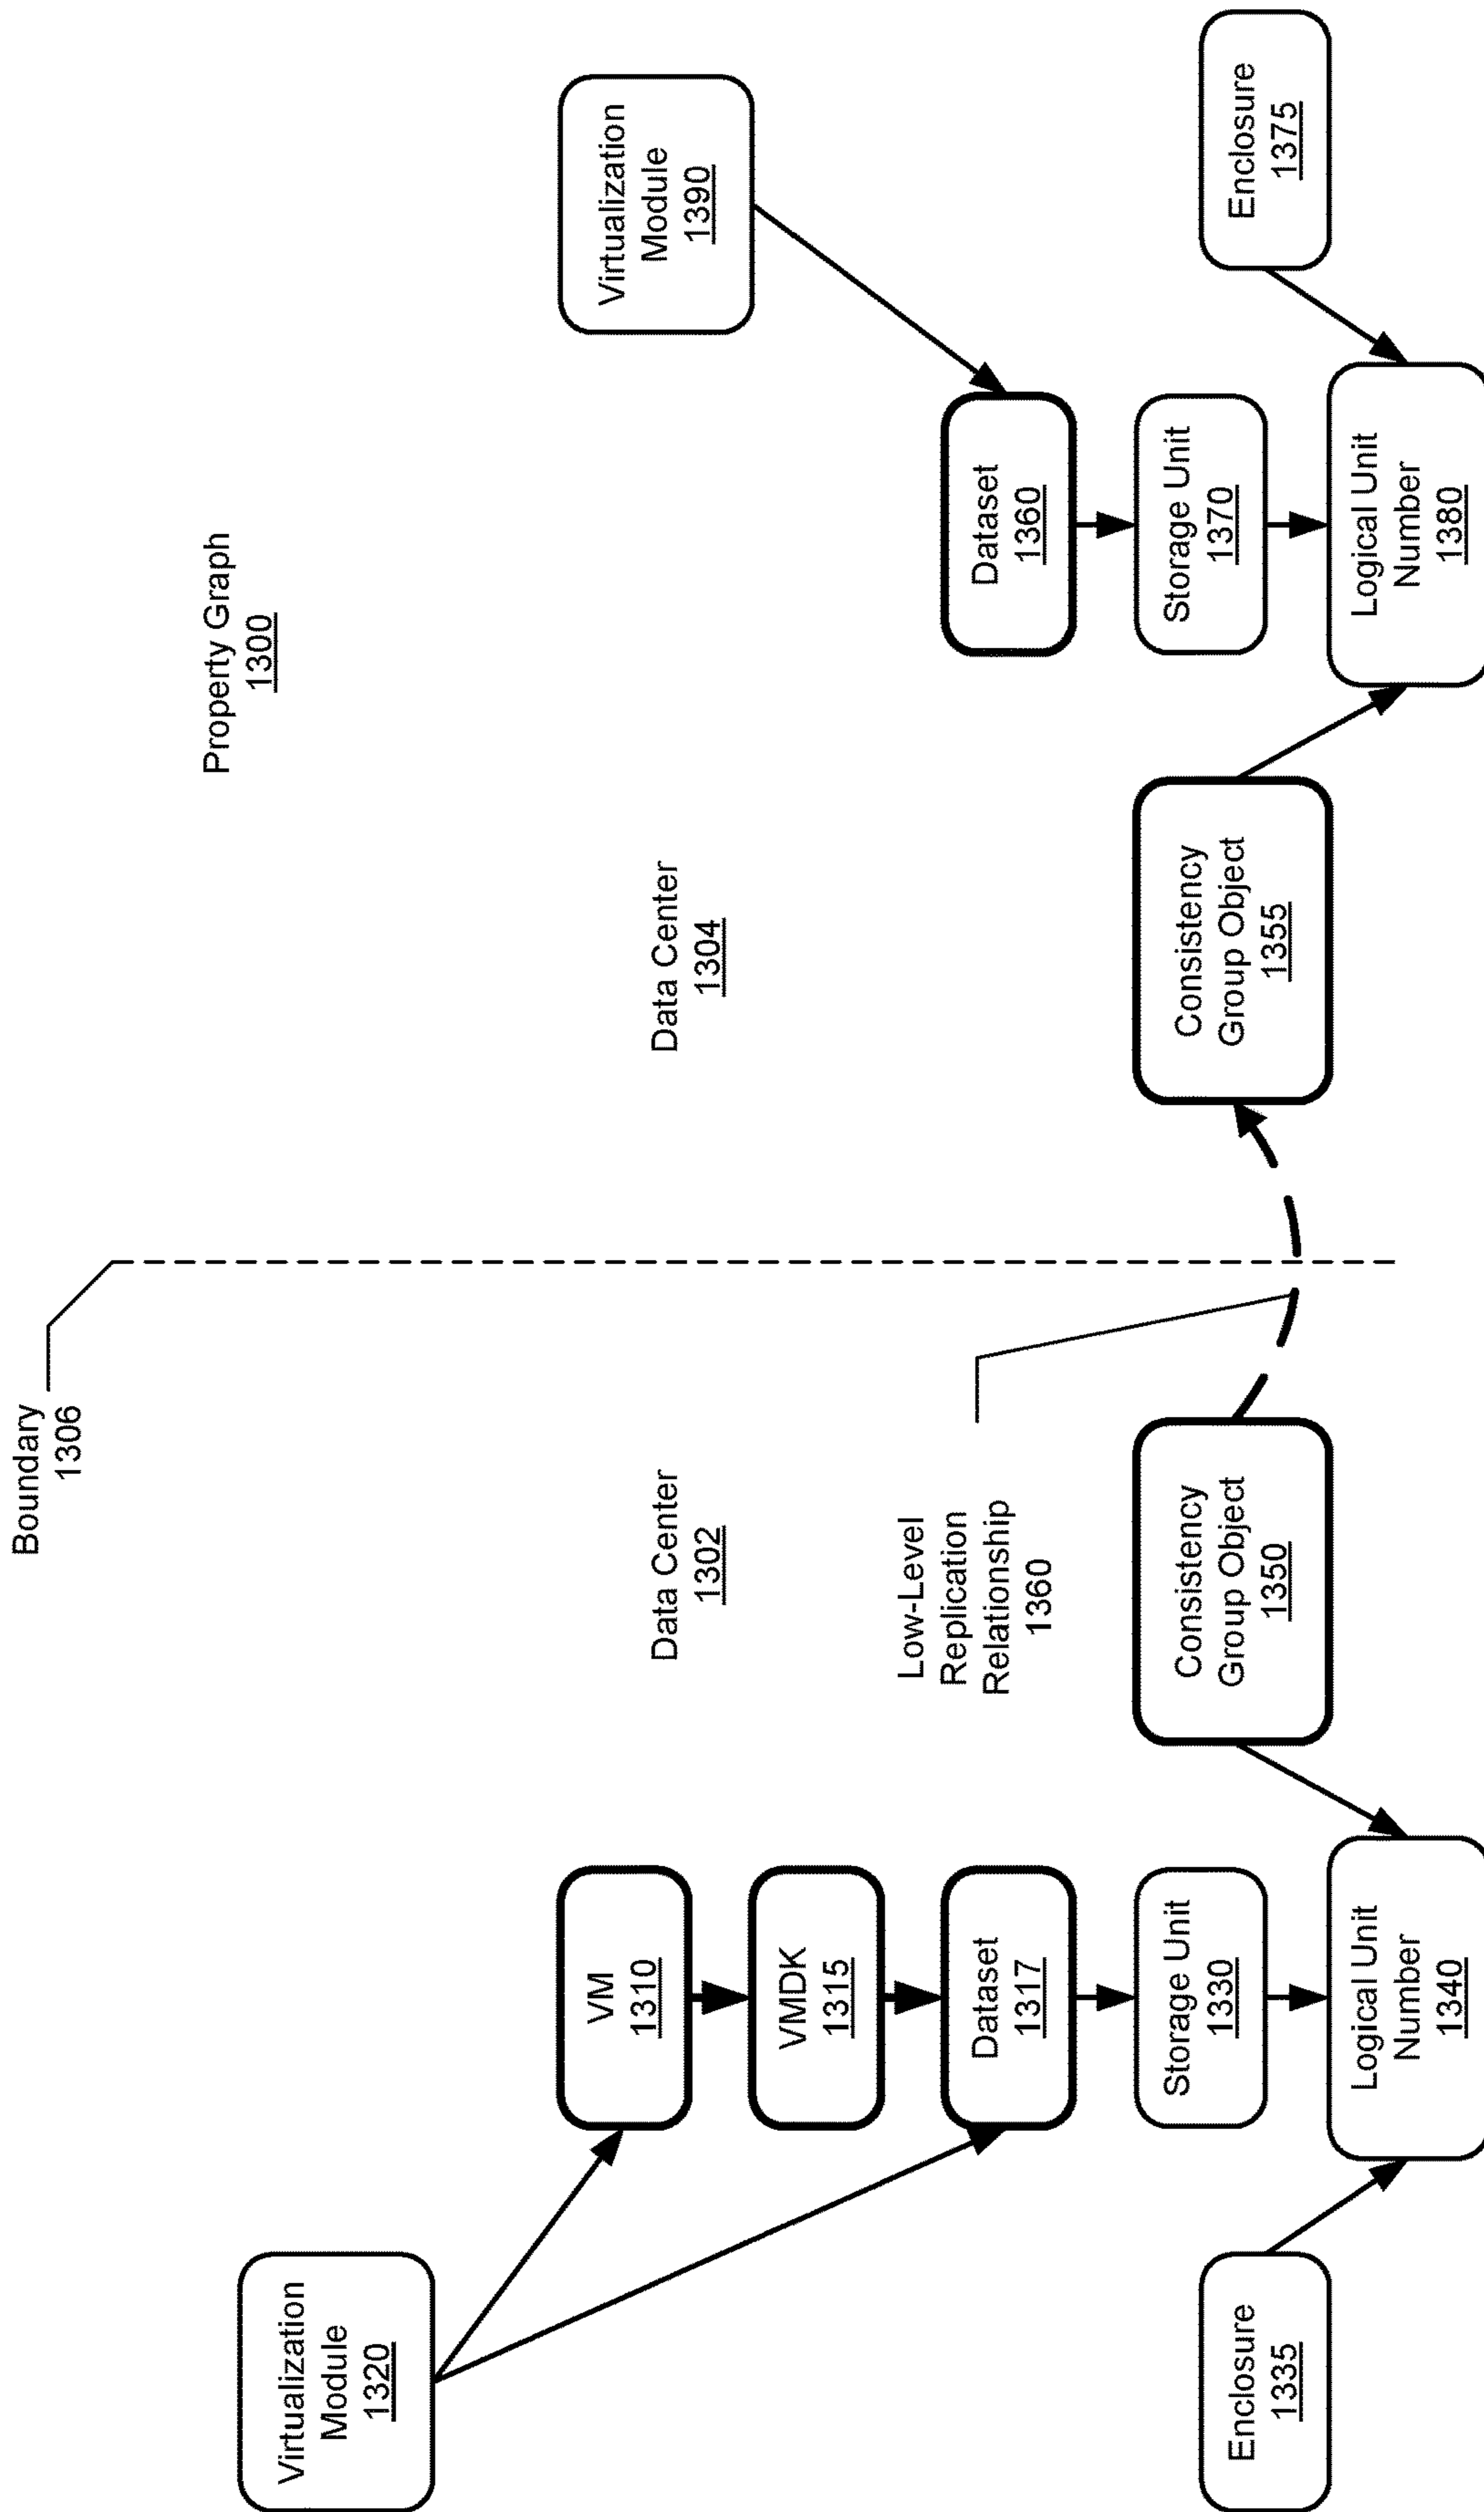 Property Graph
1300
Boundary
1306
Data Center
1302
Data Center
1304
Virtualization
Module
1320
VM
1310
VMDK
1315
Dataset
1317
Storage Unit
1330
Enclosure
1335
Logical Unit
Number
1340
Low-Level
Replication
Relationship
1360
Consistency
Group Object
1350
Consistency
Group Object
1355
Virtualization
Module
1390
Dataset
1360
Storage Unit
1370
Logical Unit
Number
1380
Enclosure
1375